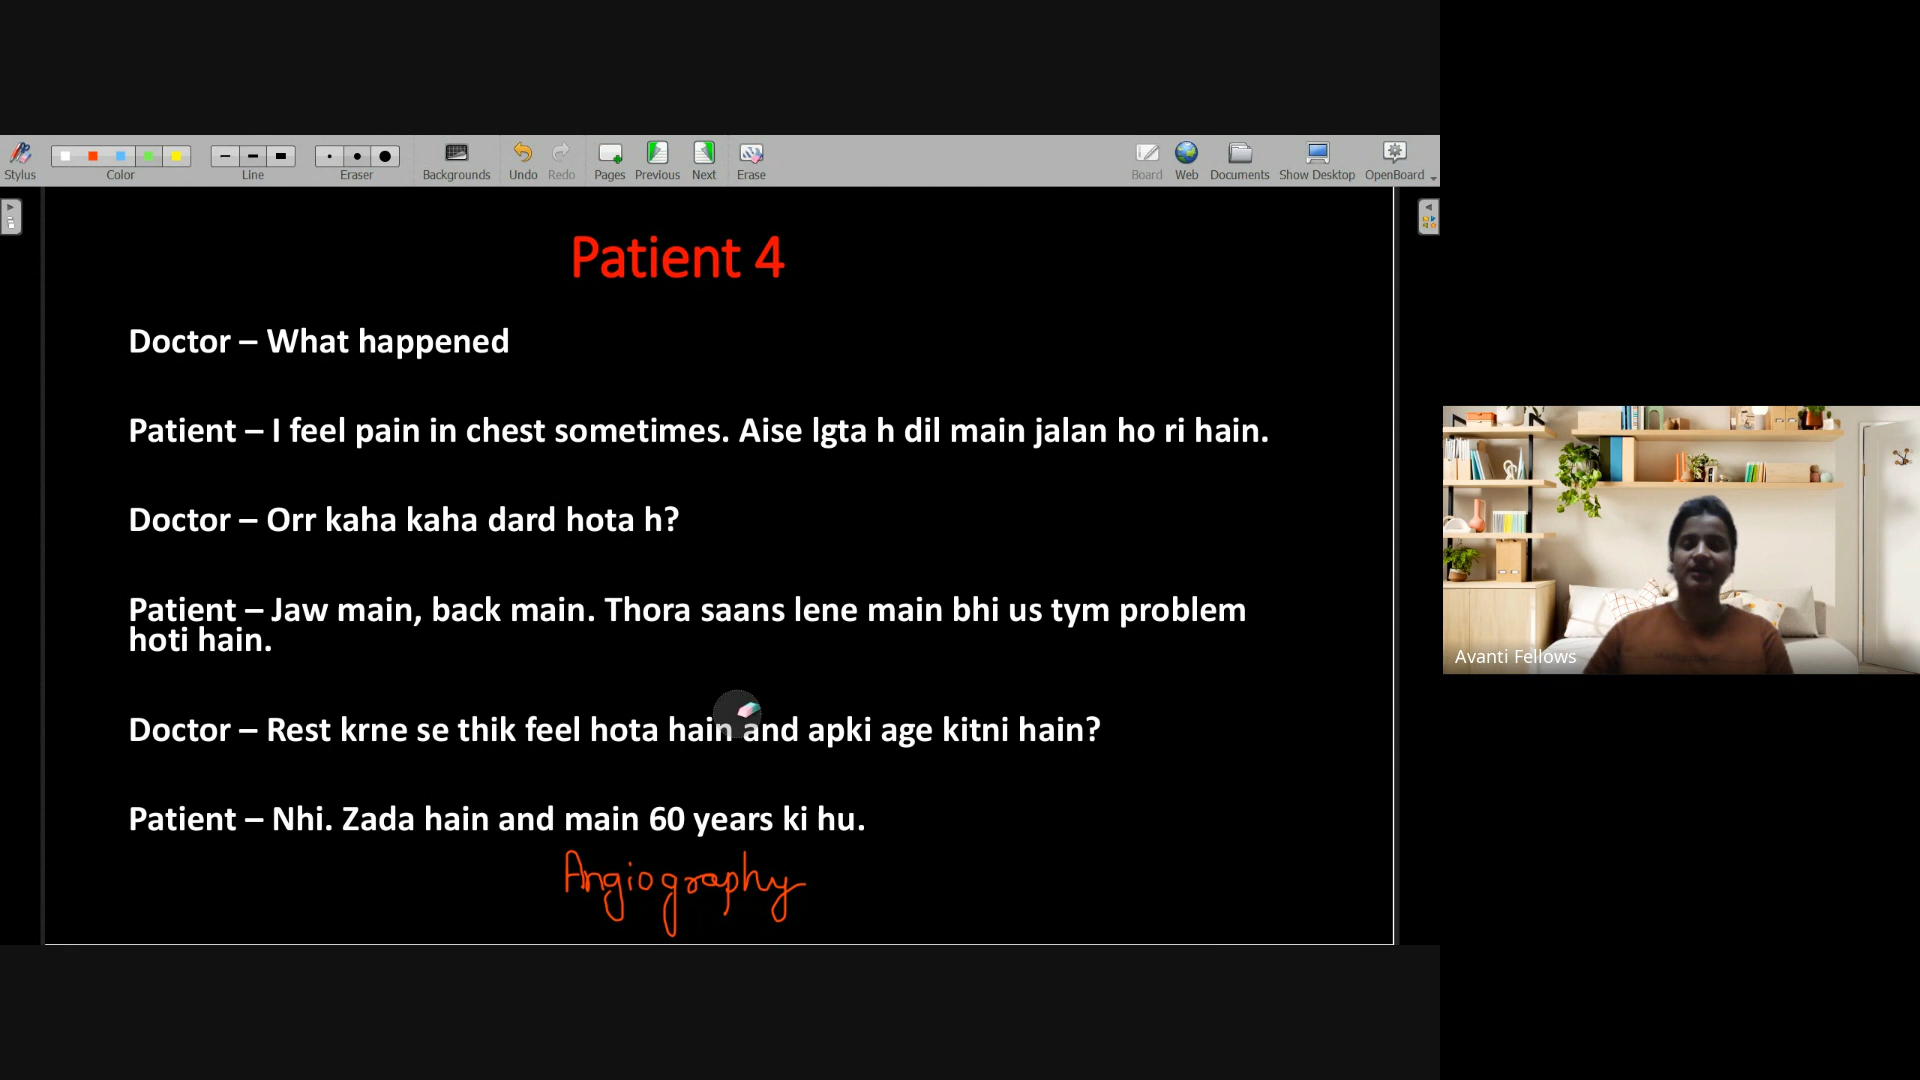 Stylus
Color
Line
Eraser
Backgrounds
Undo
Redo
Pages
Previous
Next
Erase
Board
Web
Documents
Show Desktop
OpenBoard
Patient 4
Doctor – What happened
Patient – I feel pain in chest sometimes. Aise lgta h dil main jalan ho ri hain.
Doctor – Orr kaha kaha dard hota h?
Patient – Jaw main, back main. Thora saans lene main bhi us tym problem
hoti hain.
Doctor – Rest krne se thik feel hota hain and apki age kitni hain?
Patient – Nhi. Zada hain and main 60 years ki hu.
Angiography
Avanti Fellows